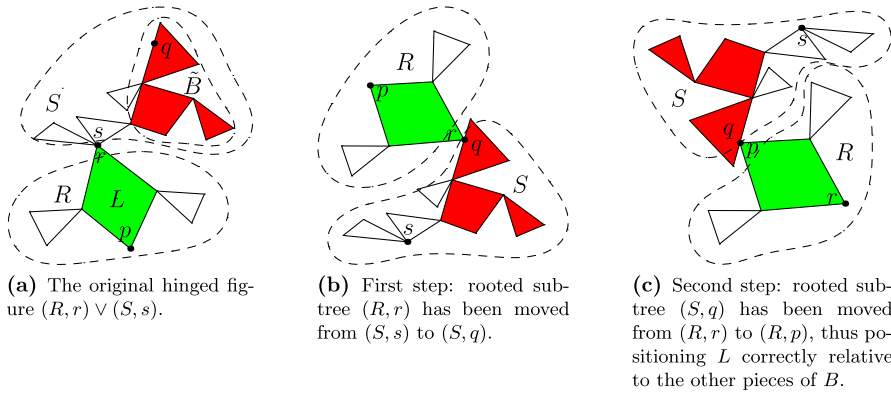 q
B̃
S
s
r
R
L
p
(a) The original hinged fig-
ure (R, r) ∨ (S, s).
R
p
r
q
S
s
(b) First step: rooted sub-
tree (R, r) has been moved
from (S, s) to (S, q).
s
S
q
p
R
r
(c) Second step: rooted sub-
tree (S, q) has been moved
from (R, r) to (R, p), thus po-
sitioning L correctly relative
to the other pieces of B.